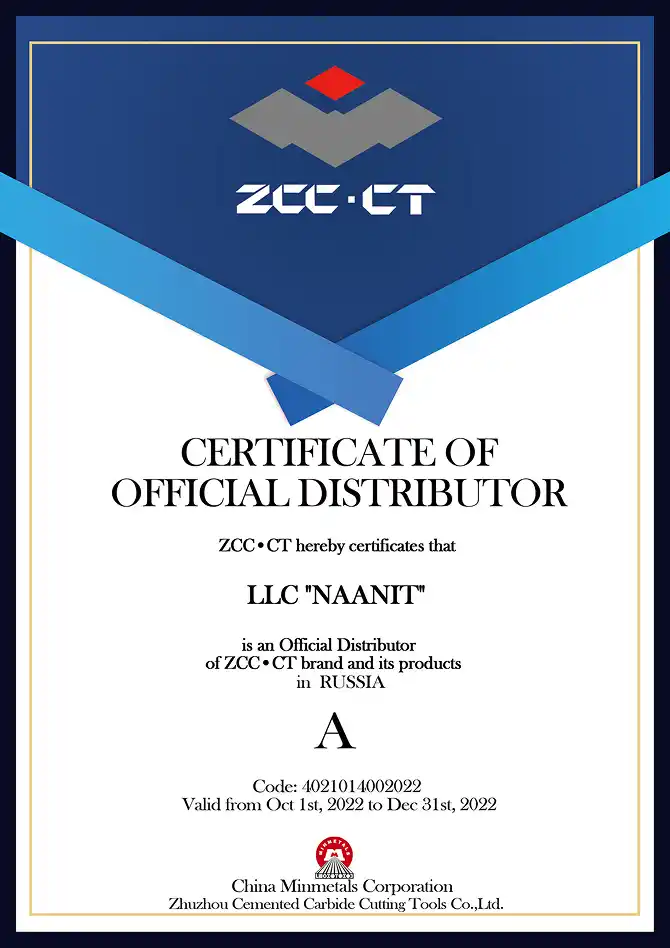 ZCC·CT
CERTIFICATE OF
OFFICIAL DISTRIBUTOR
ZCC•CT hereby certificates that
LLC "NAANIT"
is an Official Distributor
of ZCC•CT brand and its products
in RUSSIA
A
Code: 4021014002022
Valid from Oct 1st, 2022 to Dec 31st, 2022
MINMETALS
China Minmetals Corporation
Zhuzhou Cemented Carbide Cutting Tools Co.,Ltd.